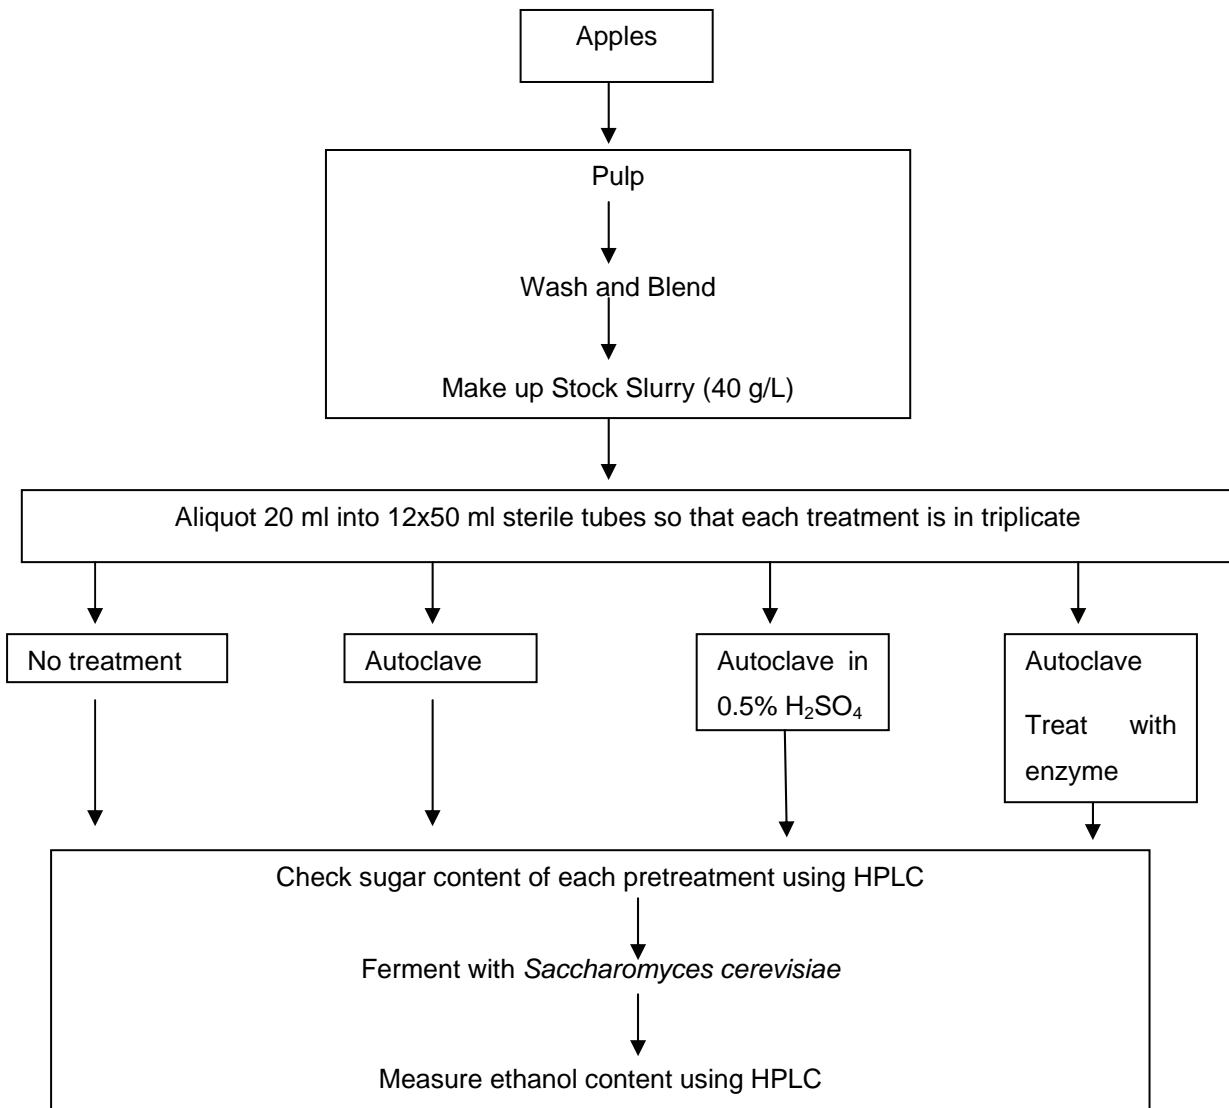 Apples
Pulp
Wash and Blend
Make up Stock Slurry (40 g/L)
Aliquot 20 ml into 12x50 ml sterile tubes so that each treatment is in triplicate
No treatment
Autoclave
Autoclave in
0.5% H₂SO₄
Autoclave
Treat with
enzyme
Check sugar content of each pretreatment using HPLC
Ferment with Saccharomyces cerevisiae
Measure ethanol content using HPLC